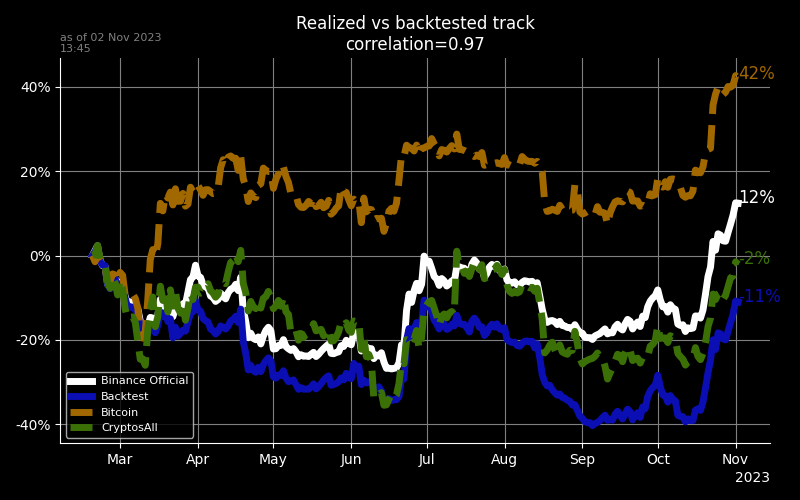 Realized vs backtested track
correlation=0.97
as of 02 Nov 2023
13:45
40%
20%
0%
-20%
-40%
42%
12%
-2%
-11%
Binance Official
Backtest
Bitcoin
CryptosAll
Mar Apr May Jun Jul Aug Sep Oct Nov
2023